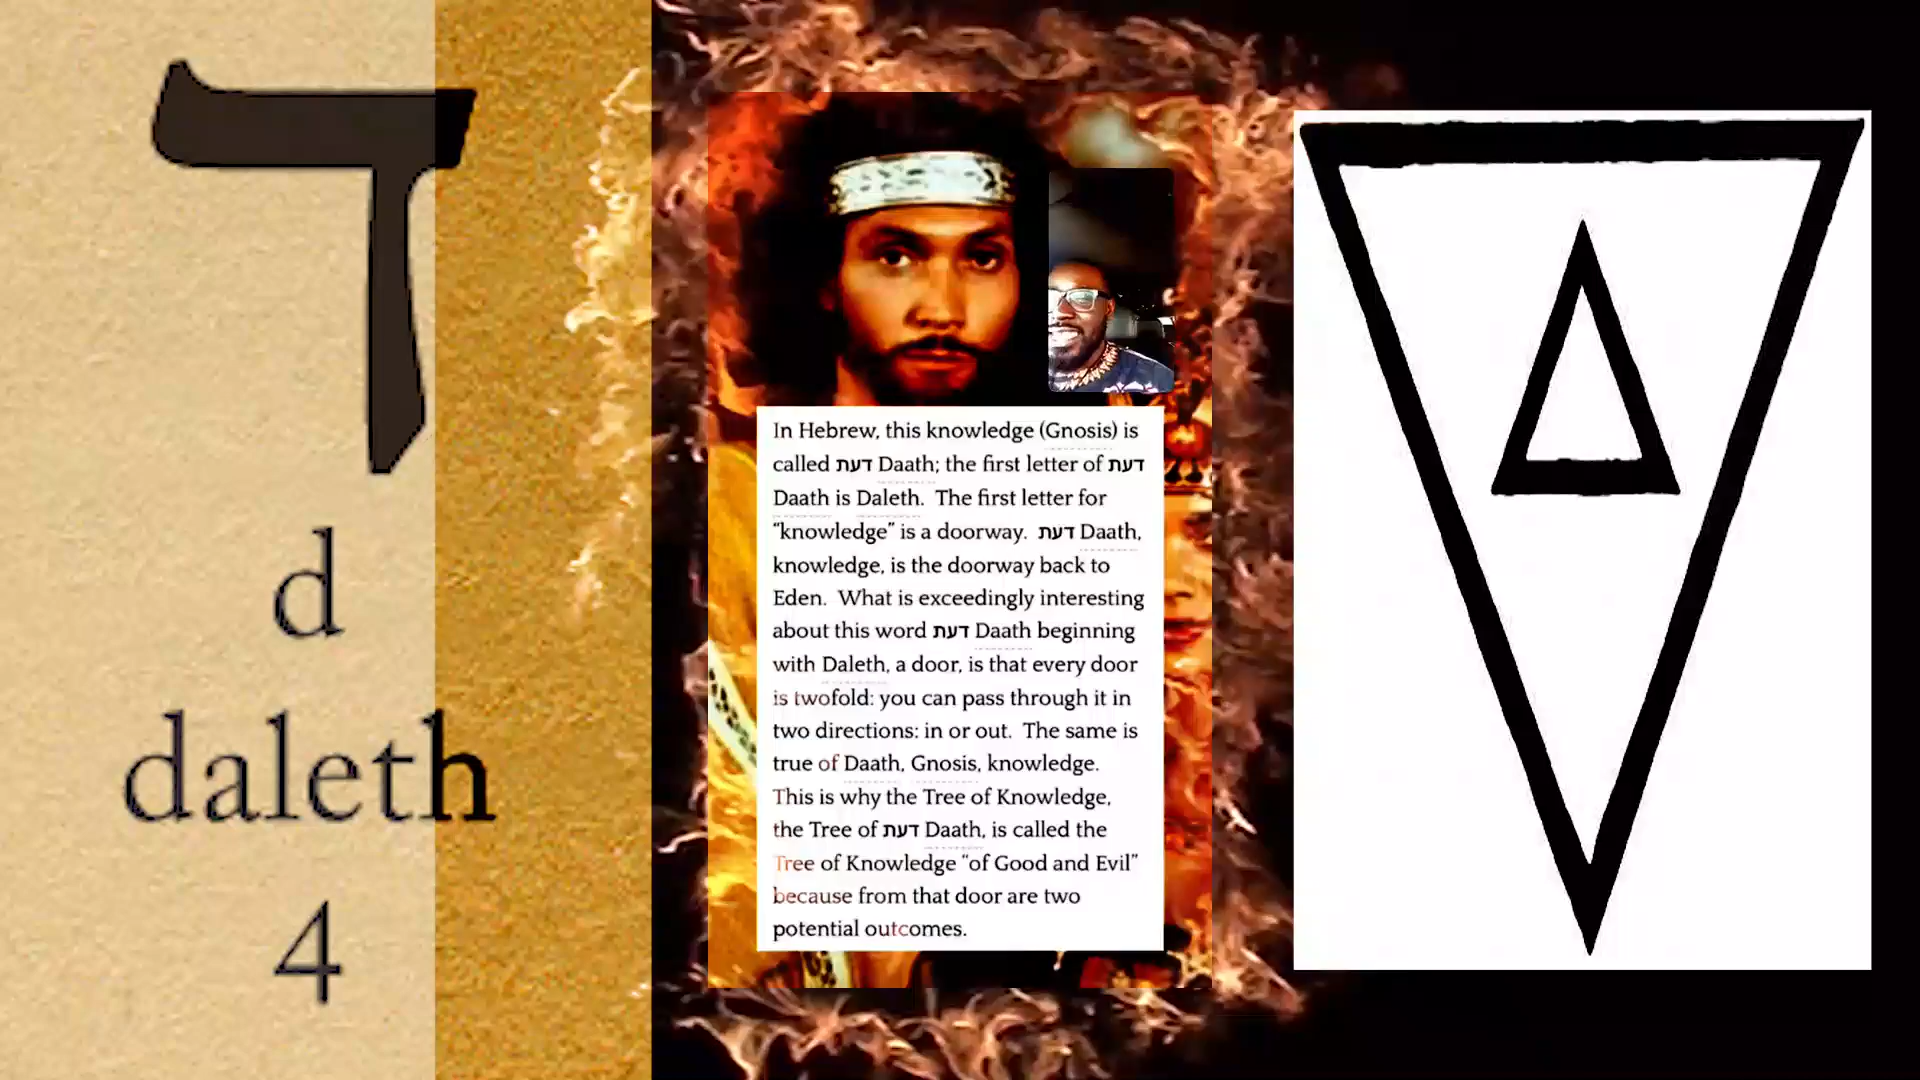 ד
d
daleth
4
In Hebrew, this knowledge (Gnosis) is
called דעת Daath; the first letter of דעת
Daath is Daleth.  The first letter for
“knowledge” is a doorway.  דעת Daath,
knowledge, is the doorway back to
Eden.  What is exceedingly interesting
about this word דעת Daath beginning
with Daleth, a door, is that every door
is twofold: you can pass through it in
two directions: in or out.  The same is
true of Daath, Gnosis, knowledge.
This is why the Tree of Knowledge,
the Tree of דעת Daath, is called the
Tree of Knowledge “of Good and Evil”
because from that door are two
potential outcomes.